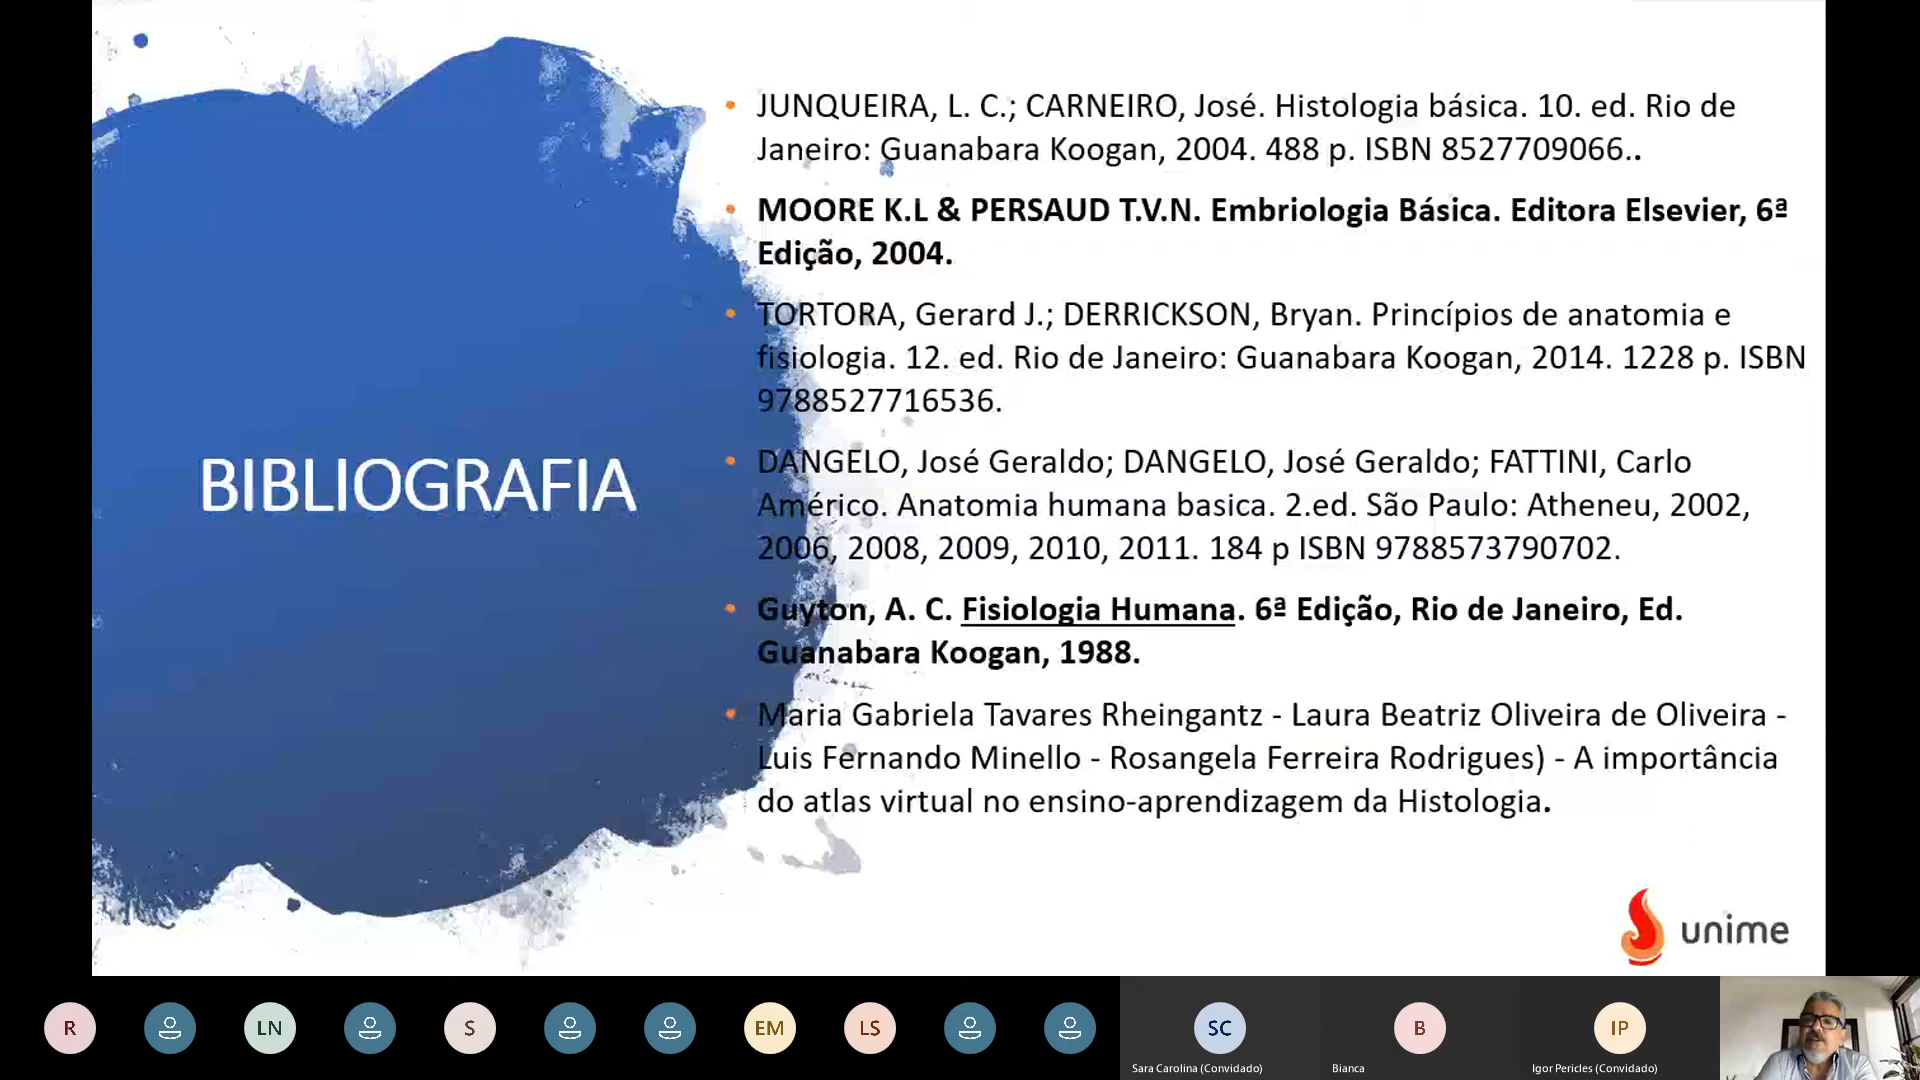 BIBLIOGRAFIA
JUNQUEIRA, L. C.; CARNEIRO, José. Histologia básica. 10. ed. Rio de
Janeiro: Guanabara Koogan, 2004. 488 p. ISBN 8527709066..
MOORE K.L & PERSAUD T.V.N. Embriologia Básica. Editora Elsevier, 6ª
Edição, 2004.
TORTORA, Gerard J.; DERRICKSON, Bryan. Princípios de anatomia e
fisiologia. 12. ed. Rio de Janeiro: Guanabara Koogan, 2014. 1228 p. ISBN
9788527716536.
DANGELO, José Geraldo; DANGELO, José Geraldo; FATTINI, Carlo
Américo. Anatomia humana basica. 2.ed. São Paulo: Atheneu, 2002,
2006, 2008, 2009, 2010, 2011. 184 p ISBN 9788573790702.
Guyton, A. C. Fisiologia Humana. 6ª Edição, Rio de Janeiro, Ed.
Guanabara Koogan, 1988.
Maria Gabriela Tavares Rheingantz - Laura Beatriz Oliveira de Oliveira -
Luis Fernando Minello - Rosangela Ferreira Rodrigues) - A importância
do atlas virtual no ensino-aprendizagem da Histologia.
unime
R LN S EM LS SC B IP
Sara Carolina (Convidado) Bianca Igor Pericles (Convidado)